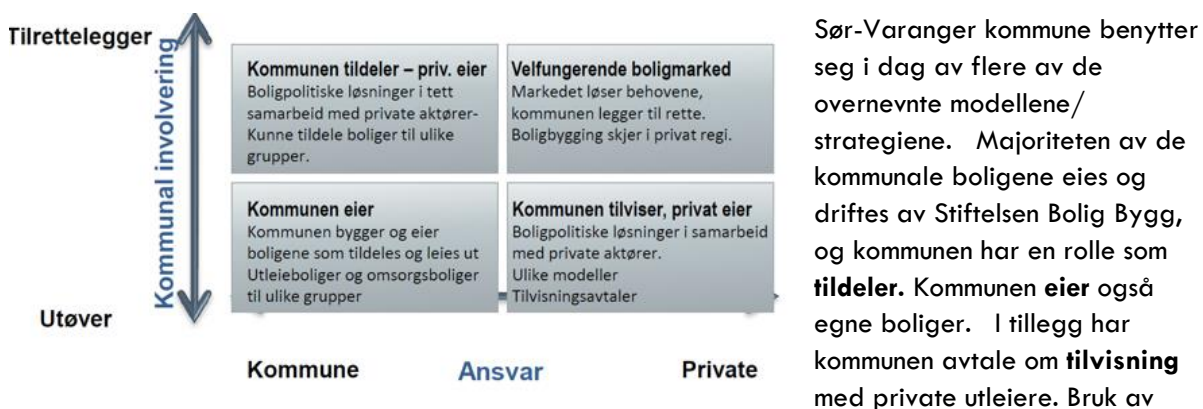 Tilrettelegger
Kommunal involvering
Utøver
Kommunen tildeler – priv. eier
Boligpolitiske løsninger i tett
samarbeid med private aktører-
Kunne tildele boliger til ulike
grupper.
Velfungerende boligmarked
Markedet løser behovene,
kommunen legger til rette.
Boligbygging skjer i privat regi.
Kommunen eier
Kommunen bygger og eier
boligene som tildeles og leies ut
Utleieboliger og omsorgsboliger
til ulike grupper
Kommunen tilviser, privat eier
Boligpolitiske løsninger i samarbeid
med private aktører.
Ulike modeller
Tilvisningsavtaler
Kommune
Ansvar
Private
Sør-Varanger kommune benytter
seg i dag av flere av de
overnevnte modellene/
strategiene. Majoriteten av de
kommunale boligene eies og
driftes av Stiftelsen Bolig Bygg,
og kommunen har en rolle som
tildeler. Kommunen eier også
egne boliger. I tillegg har
kommunen avtale om tilvisning
med private utleiere. Bruk av